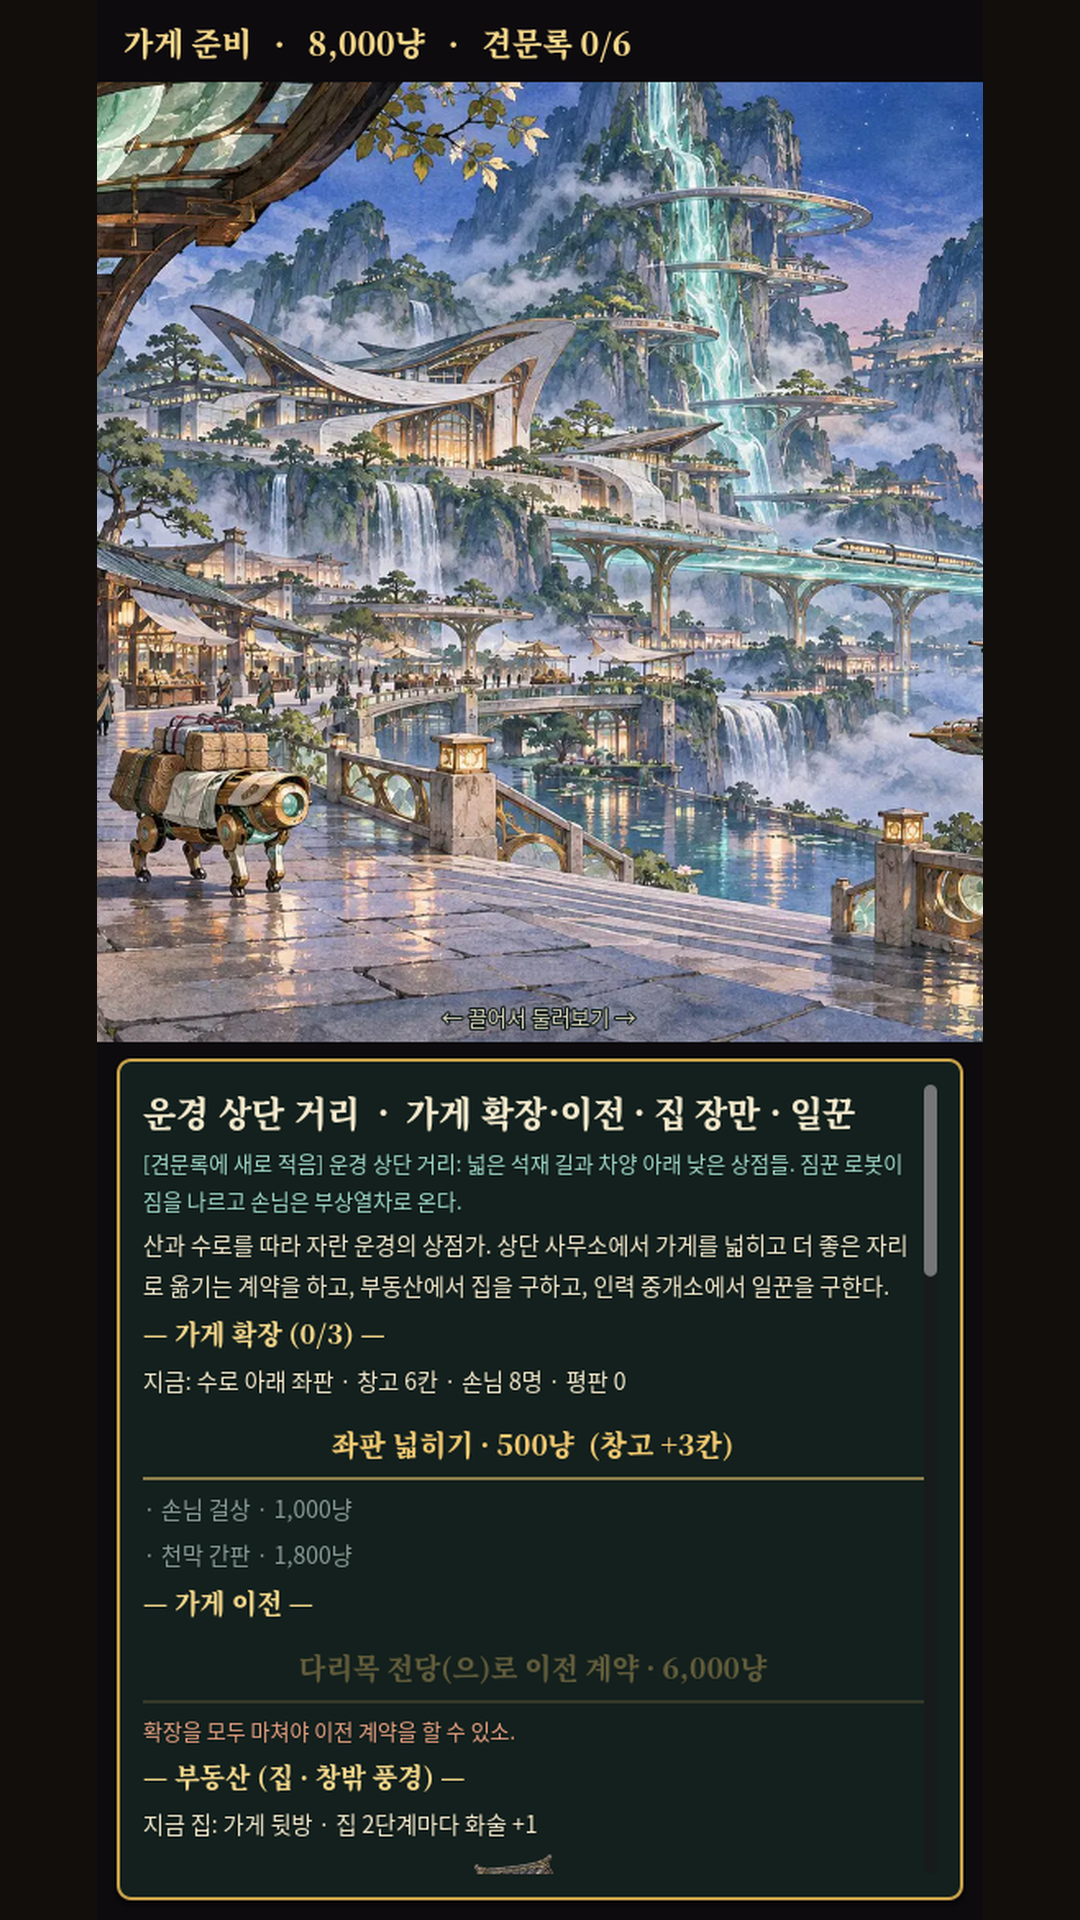 가게 준비 · 8,000냥 · 견문록 0/6
← 끌어서 둘러보기 →
운경 상단 거리 · 가게 확장·이전 · 집 장만 · 일꾼
[견문록에 새로 적음] 운경 상단 거리: 넓은 석재 길과 차양 아래 낮은 상점들. 짐꾼 로봇이
짐을 나르고 손님은 부상열차로 온다.
산과 수로를 따라 자란 운경의 상점가. 상단 사무소에서 가게를 넓히고 더 좋은 자리
로 옮기는 계약을 하고, 부동산에서 집을 구하고, 인력 중개소에서 일꾼을 구한다.
— 가게 확장 (0/3) —
지금: 수로 아래 좌판 · 창고 6칸 · 손님 8명 · 평판 0
좌판 넓히기 · 500냥 (창고 +3칸)
· 손님 걸상 · 1,000냥
· 천막 간판 · 1,800냥
— 가게 이전 —
다리목 전당(으)로 이전 계약 · 6,000냥
확장을 모두 마쳐야 이전 계약을 할 수 있소.
— 부동산 (집 · 창밖 풍경) —
지금 집: 가게 뒷방 · 집 2단계마다 화술 +1